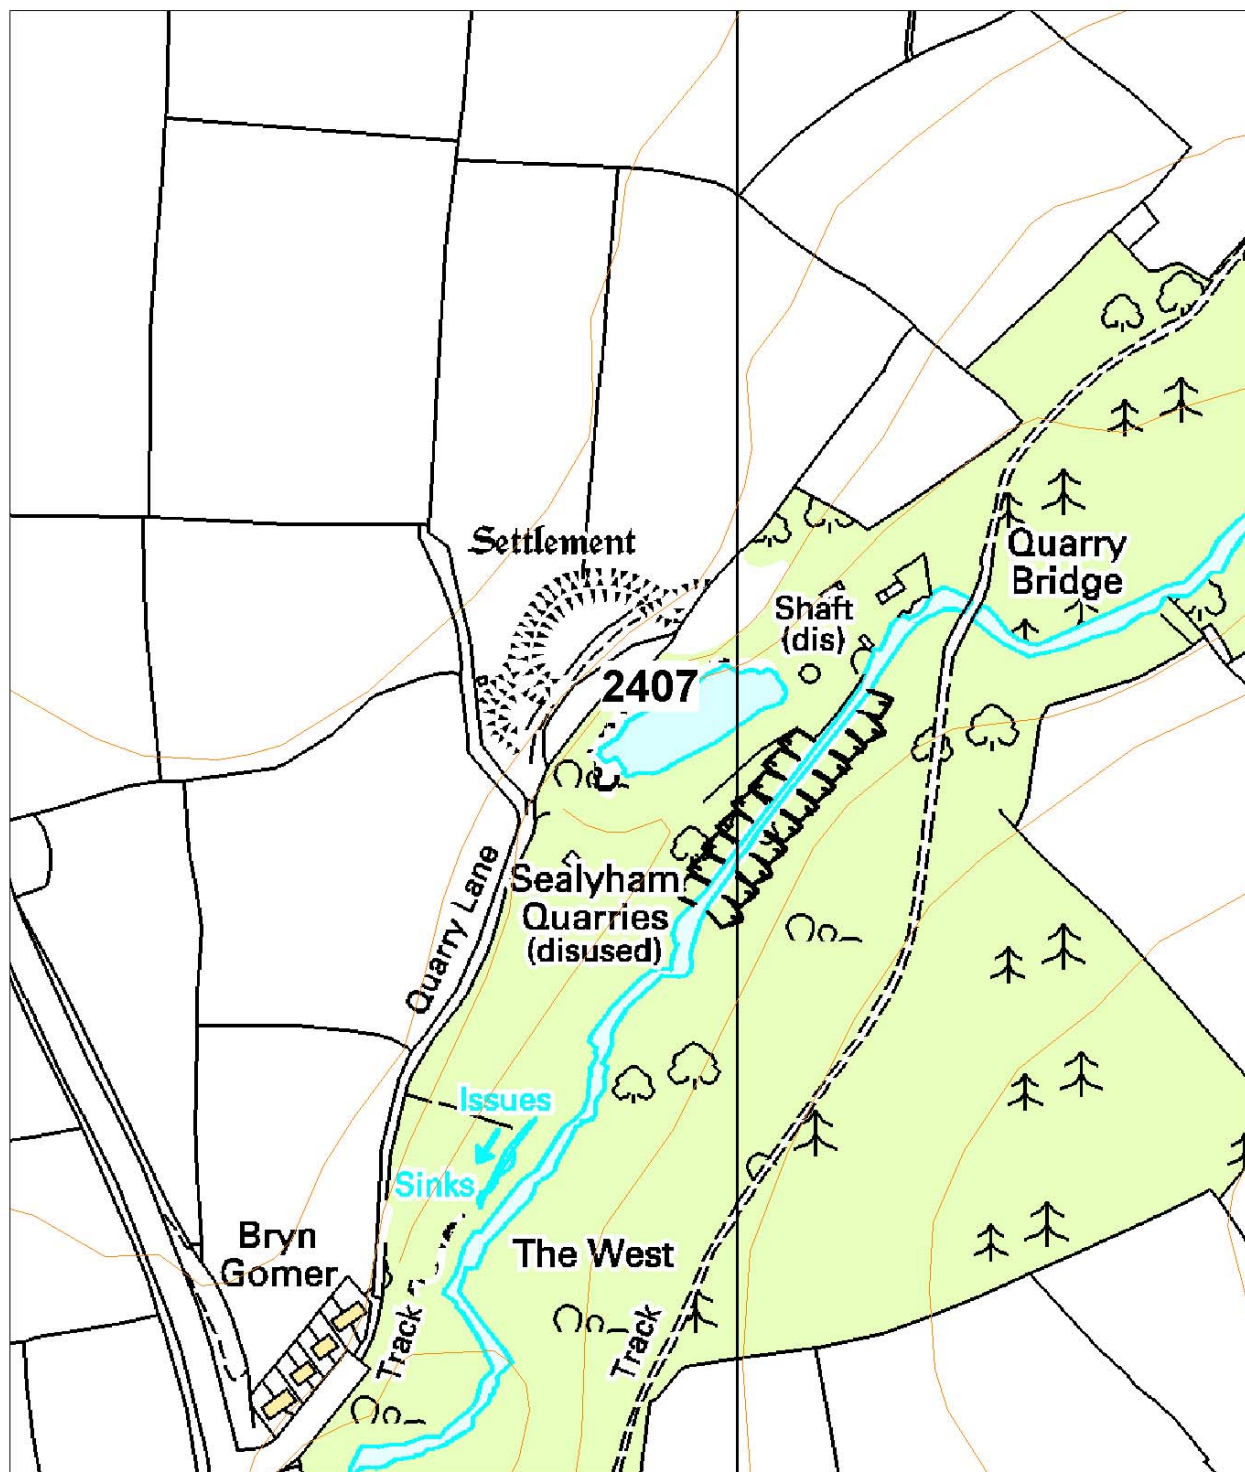 Settlement
Quarry
Bridge
Shaft
(dis)
2407
Quarry Lane
Sealyham
Quarries
(disused)
Issues
Sinks
Bryn
Gomer
The West
Track
Track